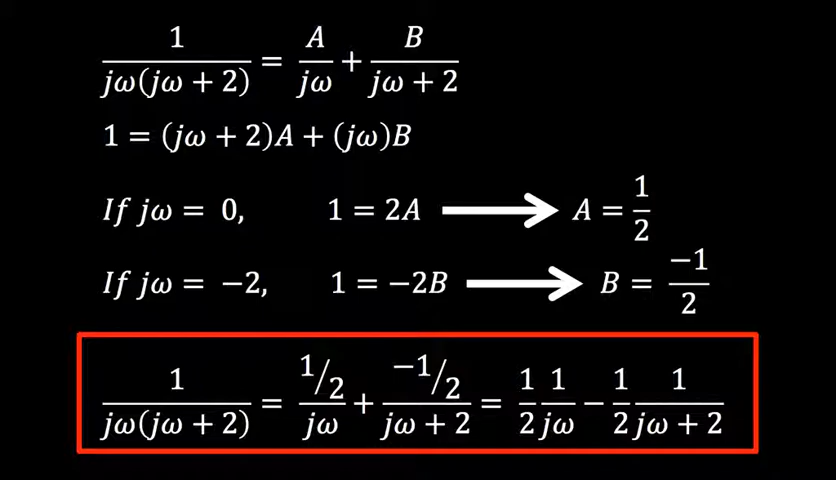 1/(jω(jω + 2)) = A/(jω) + B/(jω + 2)
1 = (jω + 2)A + (jω)B
If jω = 0, 1 = 2A ⟶ A = 1/2
If jω = −2, 1 = −2B ⟶ B = −1/2
1/(jω(jω + 2)) = (1/2)/(jω) + (−1/2)/(jω + 2) = 1/2 1/(jω) − 1/2 1/(jω + 2)